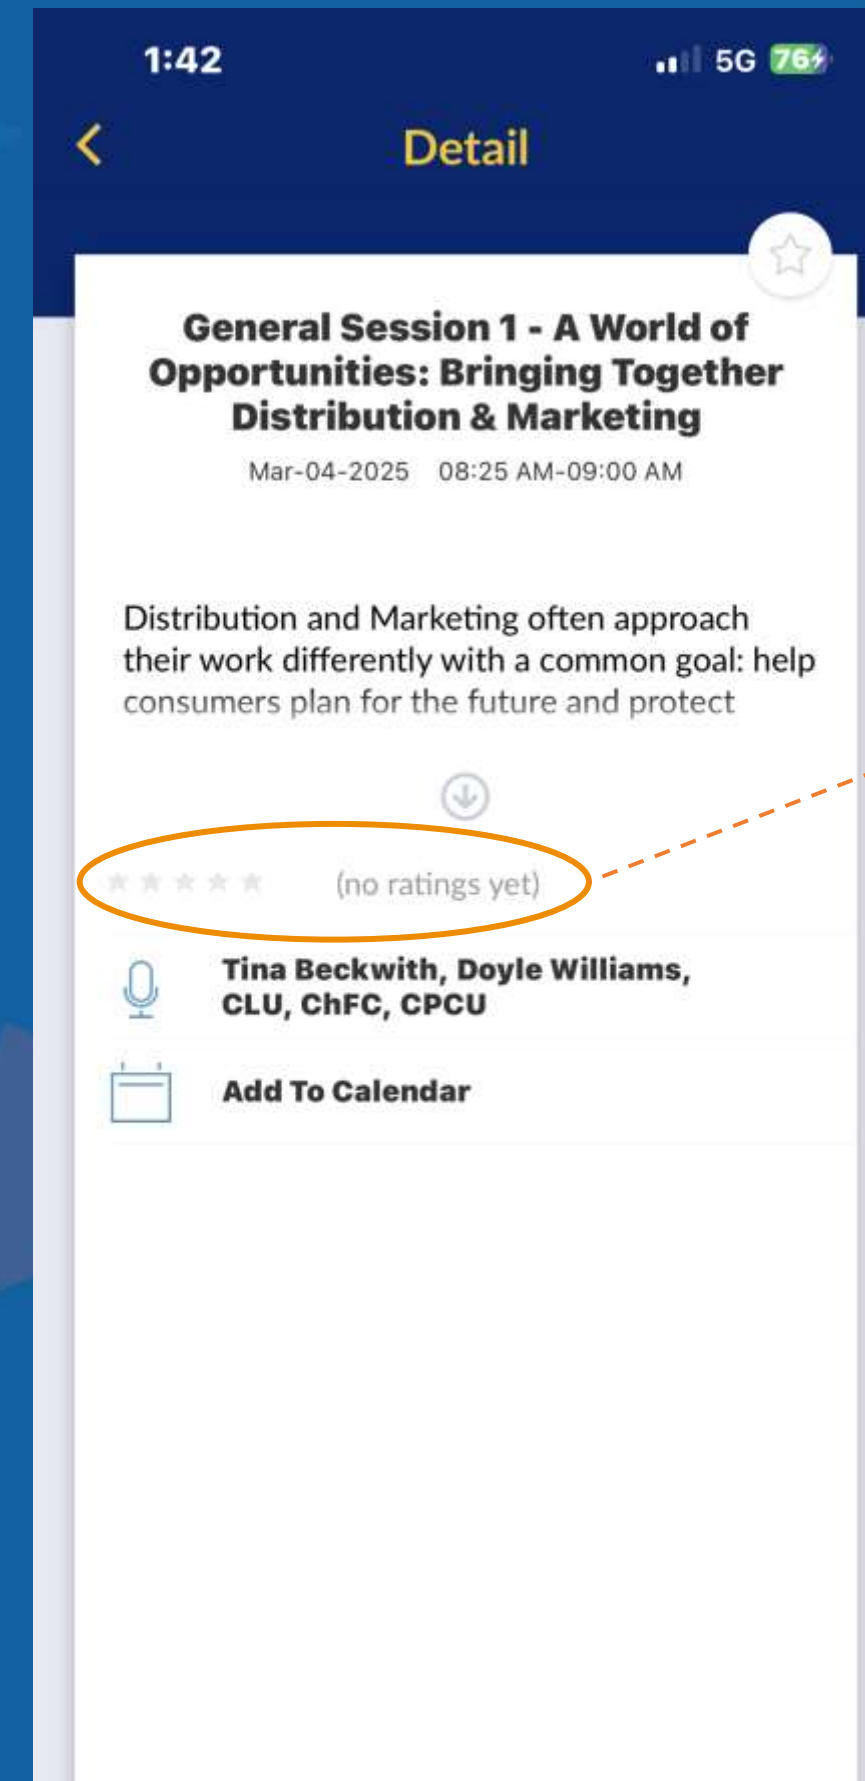 1:42
5G 76
Detail
General Session 1 - A World of
Opportunities: Bringing Together
Distribution & Marketing
Mar-04-2025 08:25 AM-09:00 AM
Distribution and Marketing often approach
their work differently with a common goal: help
consumers plan for the future and protect
(no ratings yet)
Tina Beckwith, Doyle Williams,
CLU, ChFC, CPCU
Add To Calendar